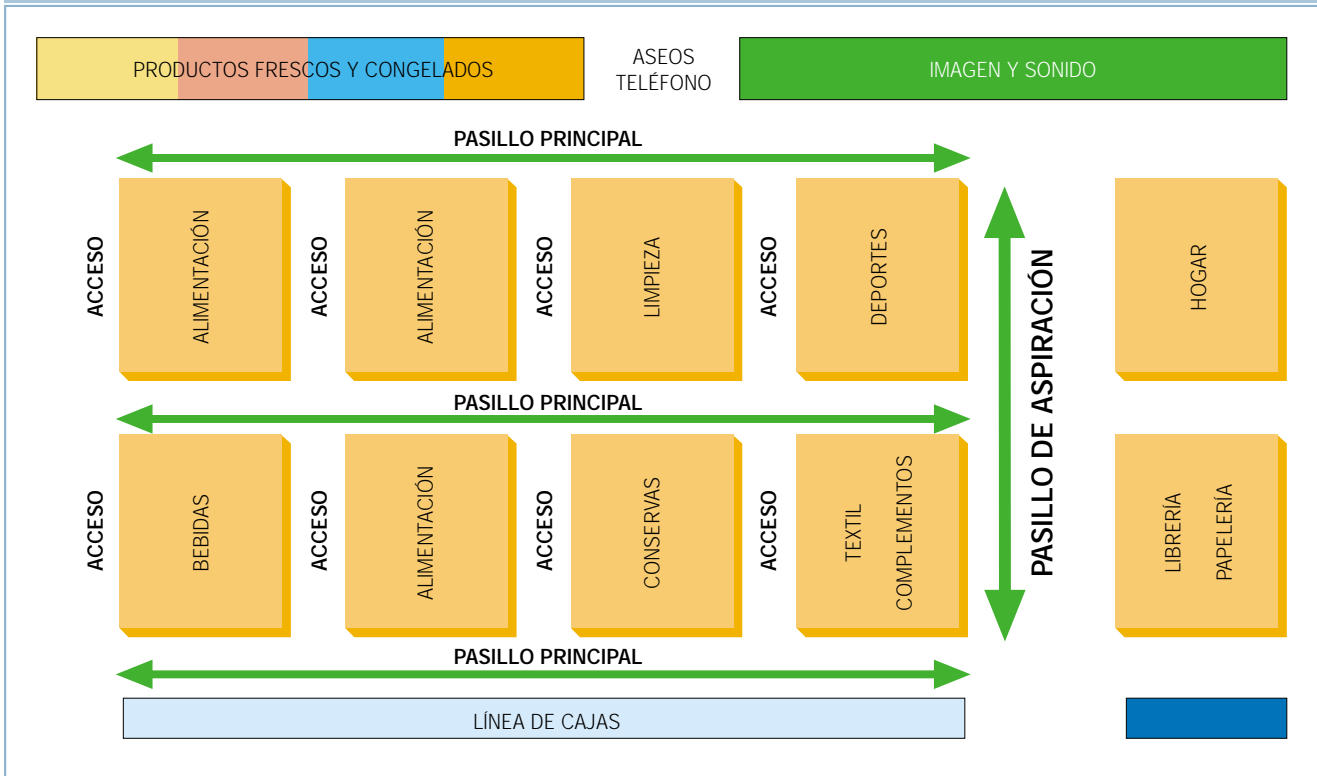 PRODUCTOS FRESCOS Y CONGELADOS
ASEOS
TELÉFONO
IMAGEN Y SONIDO
PASILLO PRINCIPAL
ACCESO
ALIMENTACIÓN
ACCESO
ALIMENTACIÓN
ACCESO
LIMPIEZA
ACCESO
DEPORTES
PASILLO DE ASPIRACIÓN
HOGAR
PASILLO PRINCIPAL
ACCESO
BEBIDAS
ACCESO
ALIMENTACIÓN
ACCESO
CONSERVAS
ACCESO
TEXTIL
COMPLEMENTOS
LIBRERÍA
PAPELERÍA
PASILLO PRINCIPAL
LÍNEA DE CAJAS